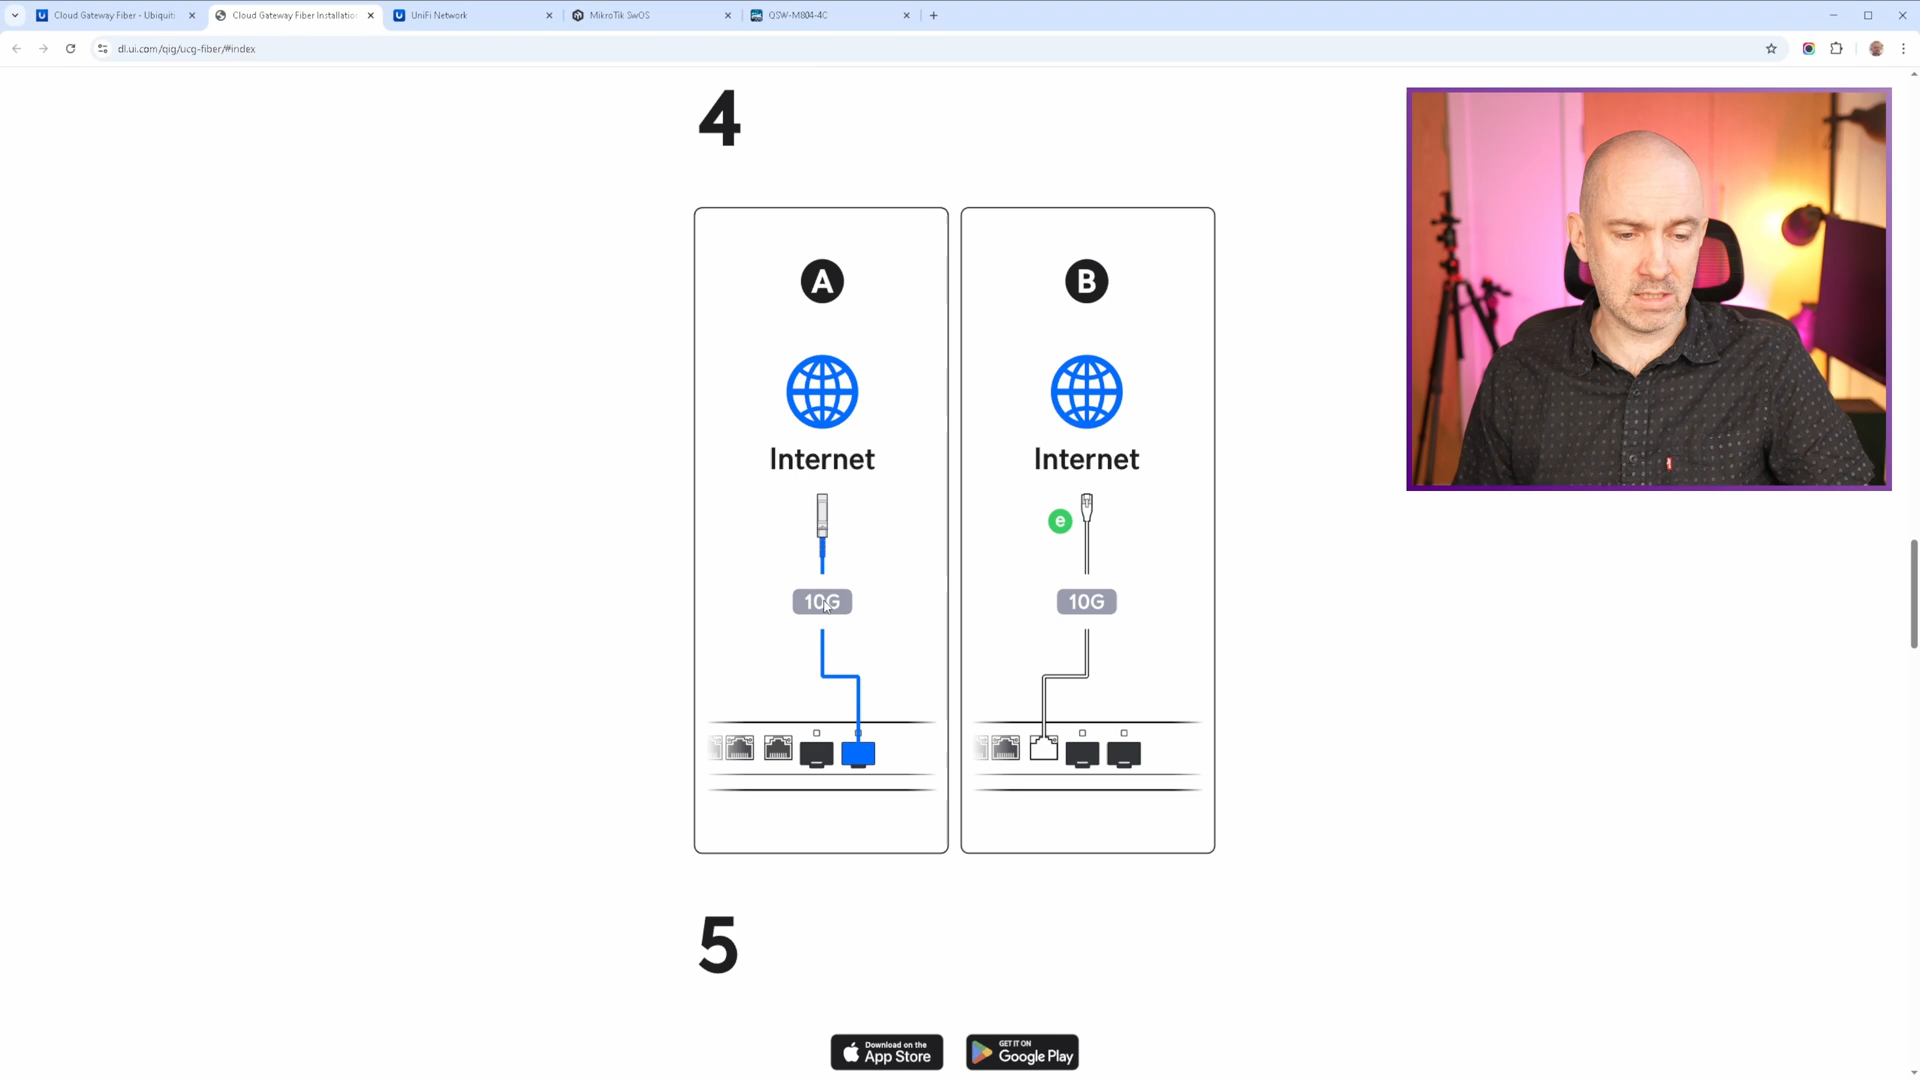 Cloud Gateway Fiber - Ubiquiti
Cloud Gateway Fiber Installation
UniFi Network
MikroTik SwOS
QSW-M804-4C
dl.ui.com/qig/ucg-fiber/#index
4
A
B
Internet
Internet
e
10G
10G
5
Download on the
App Store
GET IT ON
Google Play